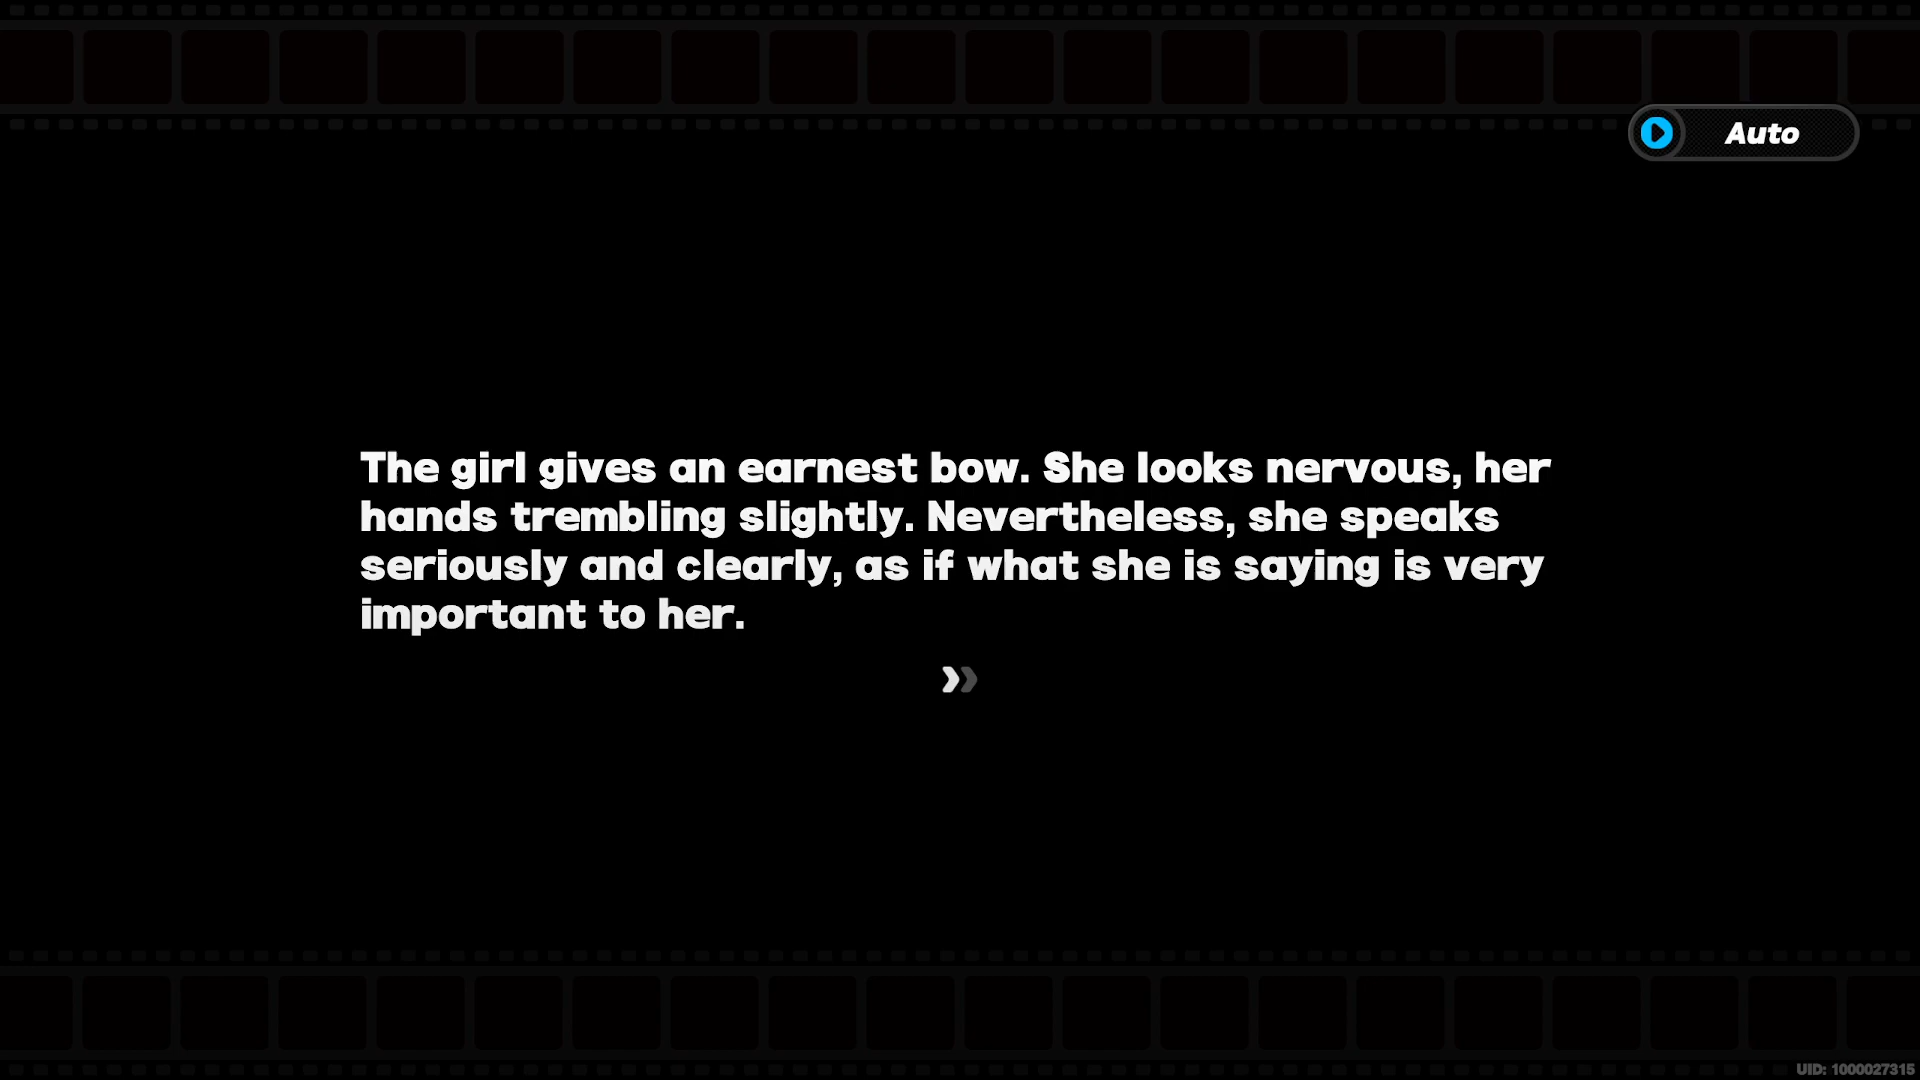 Auto
The girl gives an earnest bow. She looks nervous, her
hands trembling slightly. Nevertheless, she speaks
seriously and clearly, as if what she is saying is very
important to her.
UID: 1000027315